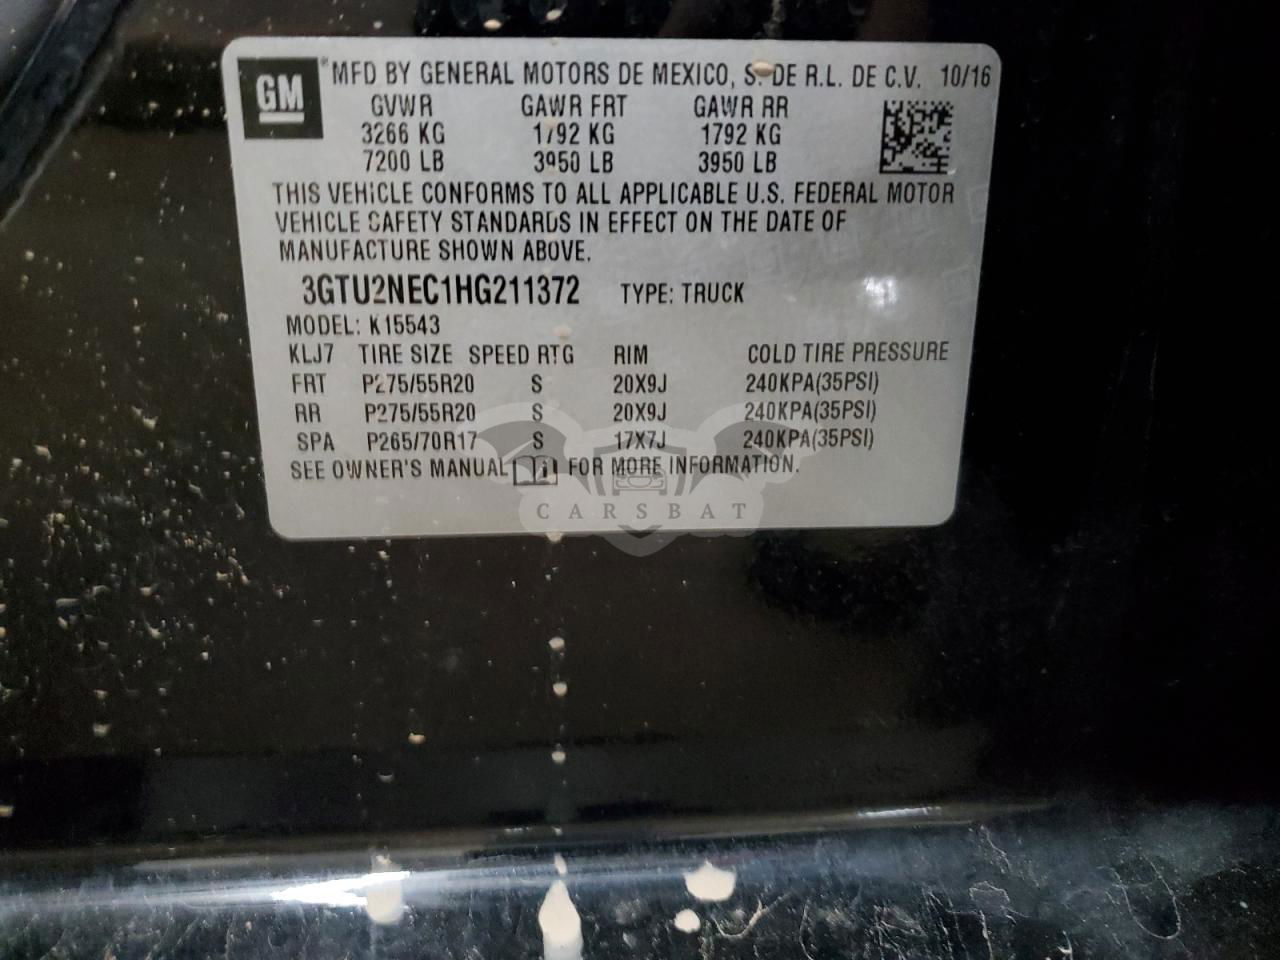 GM ® MFD BY GENERAL MOTORS DE MEXICO, S. DE R.L. DE C.V. 10/16
GVWR GAWR FRT GAWR RR
3266 KG 1792 KG 1792 KG
7200 LB 3950 LB 3950 LB
THIS VEHICLE CONFORMS TO ALL APPLICABLE U.S. FEDERAL MOTOR
VEHICLE SAFETY STANDARDS IN EFFECT ON THE DATE OF
MANUFACTURE SHOWN ABOVE.
3GTU2NEC1HG211372 TYPE: TRUCK
MODEL: K15543
KLJ7 TIRE SIZE SPEED RTG RIM COLD TIRE PRESSURE
FRT P275/55R20 S 20X9J 240KPA(35PSI)
RR P275/55R20 S 20X9J 240KPA(35PSI)
SPA P265/70R17 S 17X7J 240KPA(35PSI)
SEE OWNER'S MANUAL i FOR MORE INFORMATION.
CARSBAT